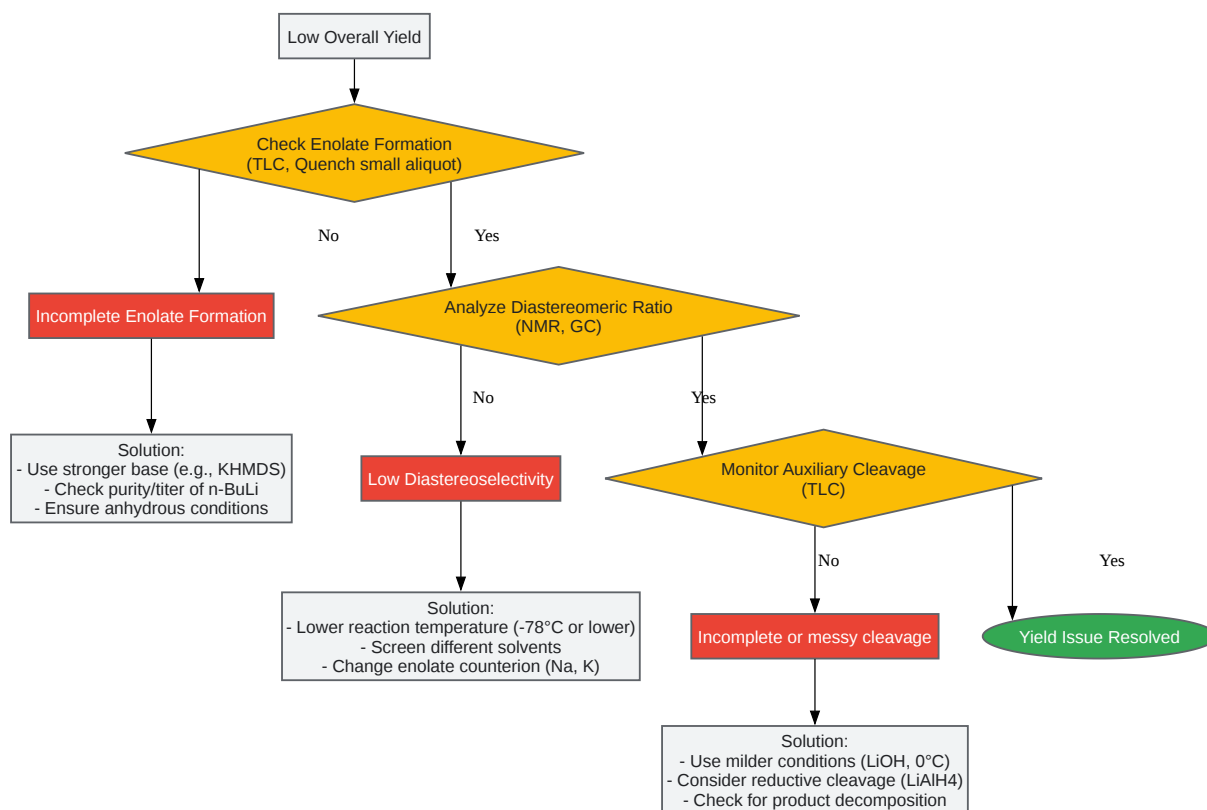 Low Overall Yield
Check Enolate Formation
(TLC, Quench small aliquot)
No
Yes
Incomplete Enolate Formation
Analyze Diastereomeric Ratio
(NMR, GC)
No
Yes
Solution:
- Use stronger base (e.g., KHMDS)
- Check purity/titer of n-BuLi
- Ensure anhydrous conditions
Low Diastereoselectivity
Monitor Auxiliary Cleavage
(TLC)
No
Yes
Solution:
- Lower reaction temperature (-78°C or lower)
- Screen different solvents
- Change enolate counterion (Na, K)
Incomplete or messy cleavage
Yield Issue Resolved
Solution:
- Use milder conditions (LiOH, 0°C)
- Consider reductive cleavage (LiAlH4)
- Check for product decomposition